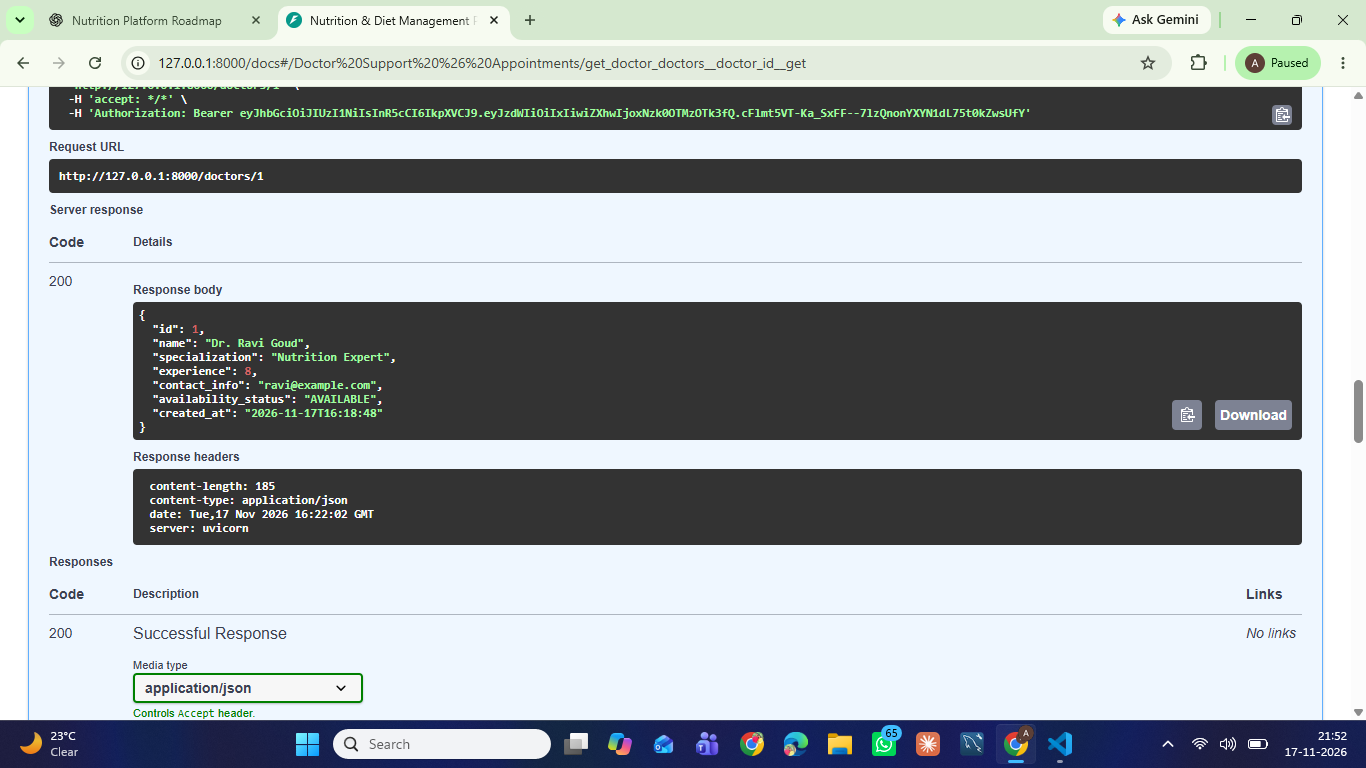 Nutrition Platform Roadmap
Nutrition & Diet Management P
Ask Gemini
127.0.0.1:8000/docs#/Doctor%20Support%20%26%20Appointments/get_doctor_doctors__doctor_id__get
A Paused
-H 'accept: */*' \
-H 'Authorization: Bearer eyJhbGciOiJIUzI1NiIsInR5cCI6IkpXVCJ9.eyJzdWIiOiIxIiwiZXhwIjoxNzk0OTMzOTk3fQ.cFlmt5VT-Ka_SxFF--7lzQnonYXYN1dL75t0kZwsUfY'
Request URL
http://127.0.0.1:8000/doctors/1
Server response
Code Details
200
Response body
{
"id": 1,
"name": "Dr. Ravi Goud",
"specialization": "Nutrition Expert",
"experience": 8,
"contact_info": "ravi@example.com",
"availability_status": "AVAILABLE",
"created_at": "2026-11-17T16:18:48"
}
Download
Response headers
content-length: 185
content-type: application/json
date: Tue,17 Nov 2026 16:22:02 GMT
server: uvicorn
Responses
Code Description Links
200 Successful Response No links
Media type
application/json
Controls Accept header.
23°C
Clear
Search
65
A
21:52
17-11-2026